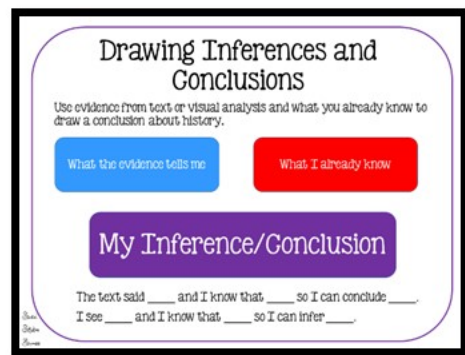 Drawing Inferences and
Conclusions
Use evidence from text or visual analysis and what you already know to
draw a conclusion about history.
What the evidence tells me
What I already know
My Inference/Conclusion
The text said ____ and I know that ____ so I can conclude ____.
I see ____ and I know that ____ so I can infer ____.